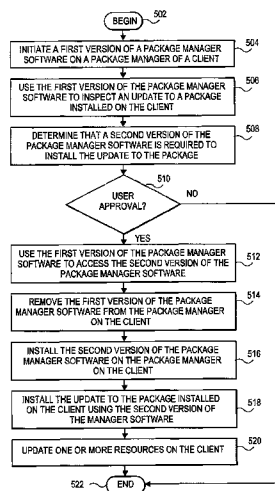 BEGIN
502
INITIATE A FIRST VERSION OF A PACKAGE MANAGER
SOFTWARE ON A PACKAGE MANAGER OF A CLIENT
504
USE THE FIRST VERSION OF THE PACKAGE MANAGER
SOFTWARE TO INSPECT AN UPDATE TO A PACKAGE
INSTALLED ON THE CLIENT
506
DETERMINE THAT A SECOND VERSION OF THE
PACKAGE MANAGER SOFTWARE IS REQUIRED TO
INSTALL THE UPDATE TO THE PACKAGE
508
510
USER
APPROVAL?
NO
YES
USE THE FIRST VERSION OF THE PACKAGE MANAGER
SOFTWARE TO ACCESS THE SECOND VERSION OF THE
PACKAGE MANAGER SOFTWARE
512
REMOVE THE FIRST VERSION OF THE PACKAGE
MANAGER SOFTWARE FROM THE PACKAGE MANAGER
ON THE CLIENT
514
INSTALL THE SECOND VERSION OF THE PACKAGE
MANAGER SOFTWARE ON THE PACKAGE MANAGER
ON THE CLIENT
516
INSTALL THE UPDATE TO THE PACKAGE INSTALLED
ON THE CLIENT USING THE SECOND VERSION OF
THE MANAGER SOFTWARE
518
UPDATE ONE OR MORE RESOURCES ON THE CLIENT
520
522
END